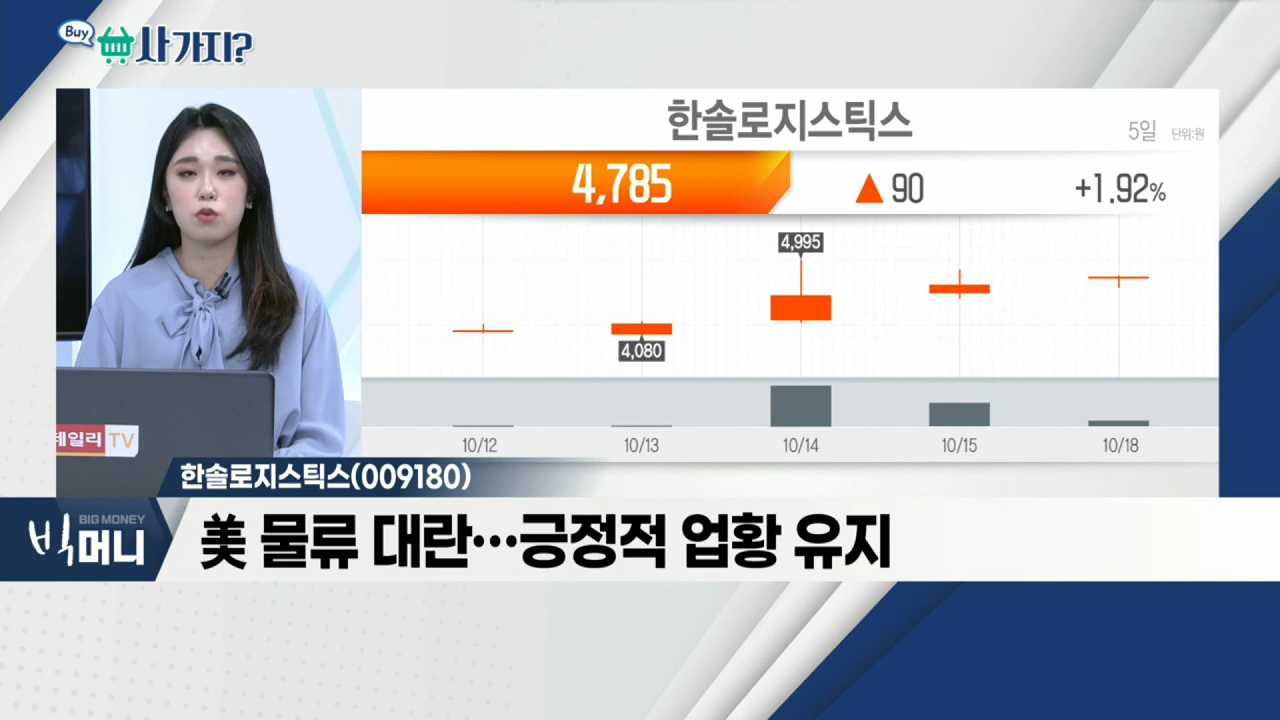 Buy
사가지?
한솔로지스틱스
5일 단위:원
4,785 ▲ 90 +1.92%
4,995
4,080
10/12 10/13 10/14 10/15 10/18
데일리 TV
한솔로지스틱스(009180)
빅머니 BIG MONEY
美 물류 대란…긍정적 업황 유지